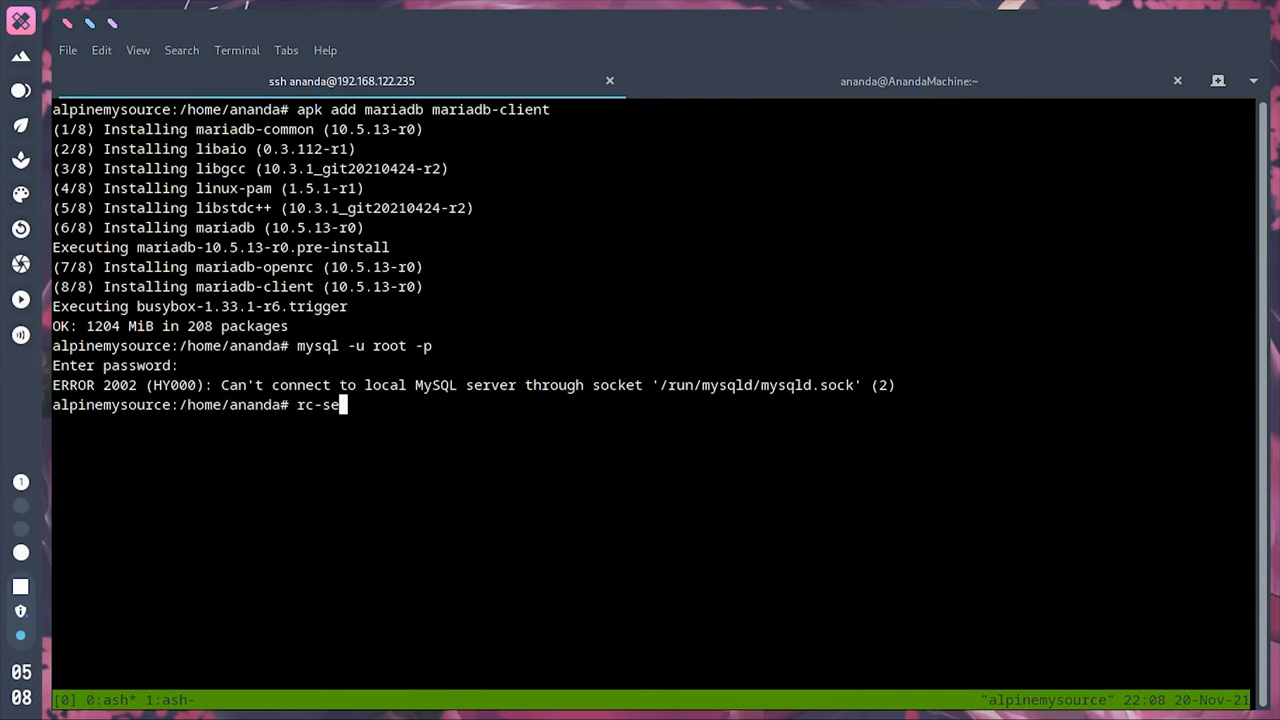 File Edit View Search Terminal Tabs Help
ssh ananda@192.168.122.235
ananda@AnandaMachine:~
alpinemysource:/home/ananda# apk add mariadb mariadb-client
(1/8) Installing mariadb-common (10.5.13-r0)
(2/8) Installing libaio (0.3.112-r1)
(3/8) Installing libgcc (10.3.1_git20210424-r2)
(4/8) Installing linux-pam (1.5.1-r1)
(5/8) Installing libstdc++ (10.3.1_git20210424-r2)
(6/8) Installing mariadb (10.5.13-r0)
Executing mariadb-10.5.13-r0.pre-install
(7/8) Installing mariadb-openrc (10.5.13-r0)
(8/8) Installing mariadb-client (10.5.13-r0)
Executing busybox-1.33.1-r6.trigger
OK: 1204 MiB in 208 packages
alpinemysource:/home/ananda# mysql -u root -p
Enter password:
ERROR 2002 (HY000): Can't connect to local MySQL server through socket '/run/mysqld/mysqld.sock' (2)
alpinemysource:/home/ananda# rc-se
1
05
08
[0] 0:ash* 1:ash- "alpinemysource" 22:08 20-Nov-21